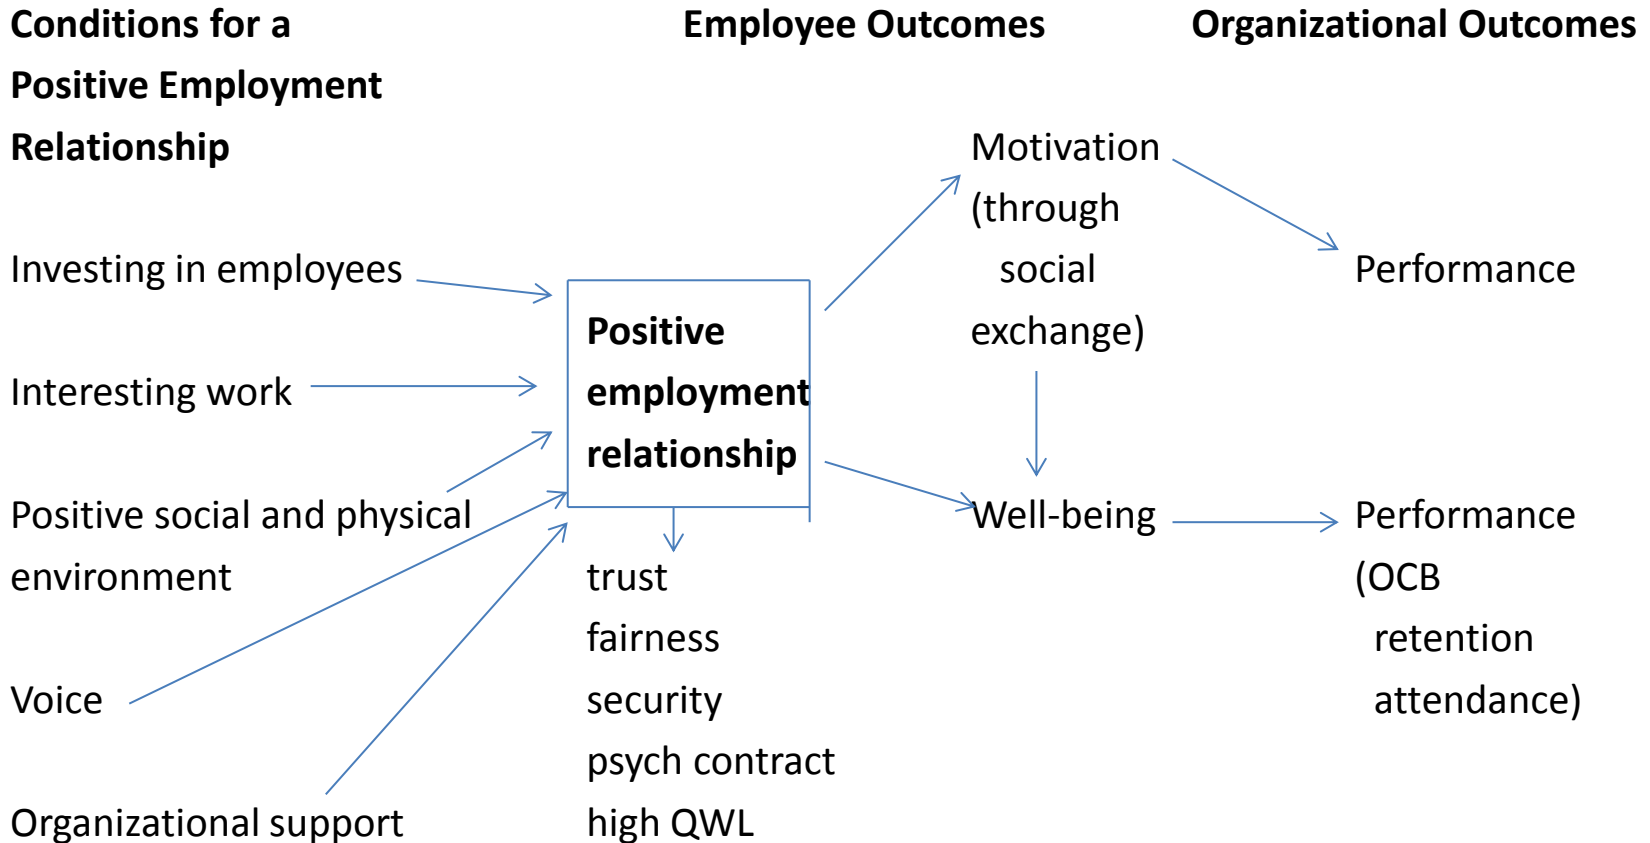 Conditions for a
Positive Employment
Relationship
Employee Outcomes
Organizational Outcomes
Investing in employees
Interesting work
Positive social and physical
environment
Voice
Organizational support
Positive
employment
relationship
trust
fairness
security
psych contract
high QWL
Motivation
(through
social
exchange)
Well-being
Performance
Performance
(OCB
retention
attendance)